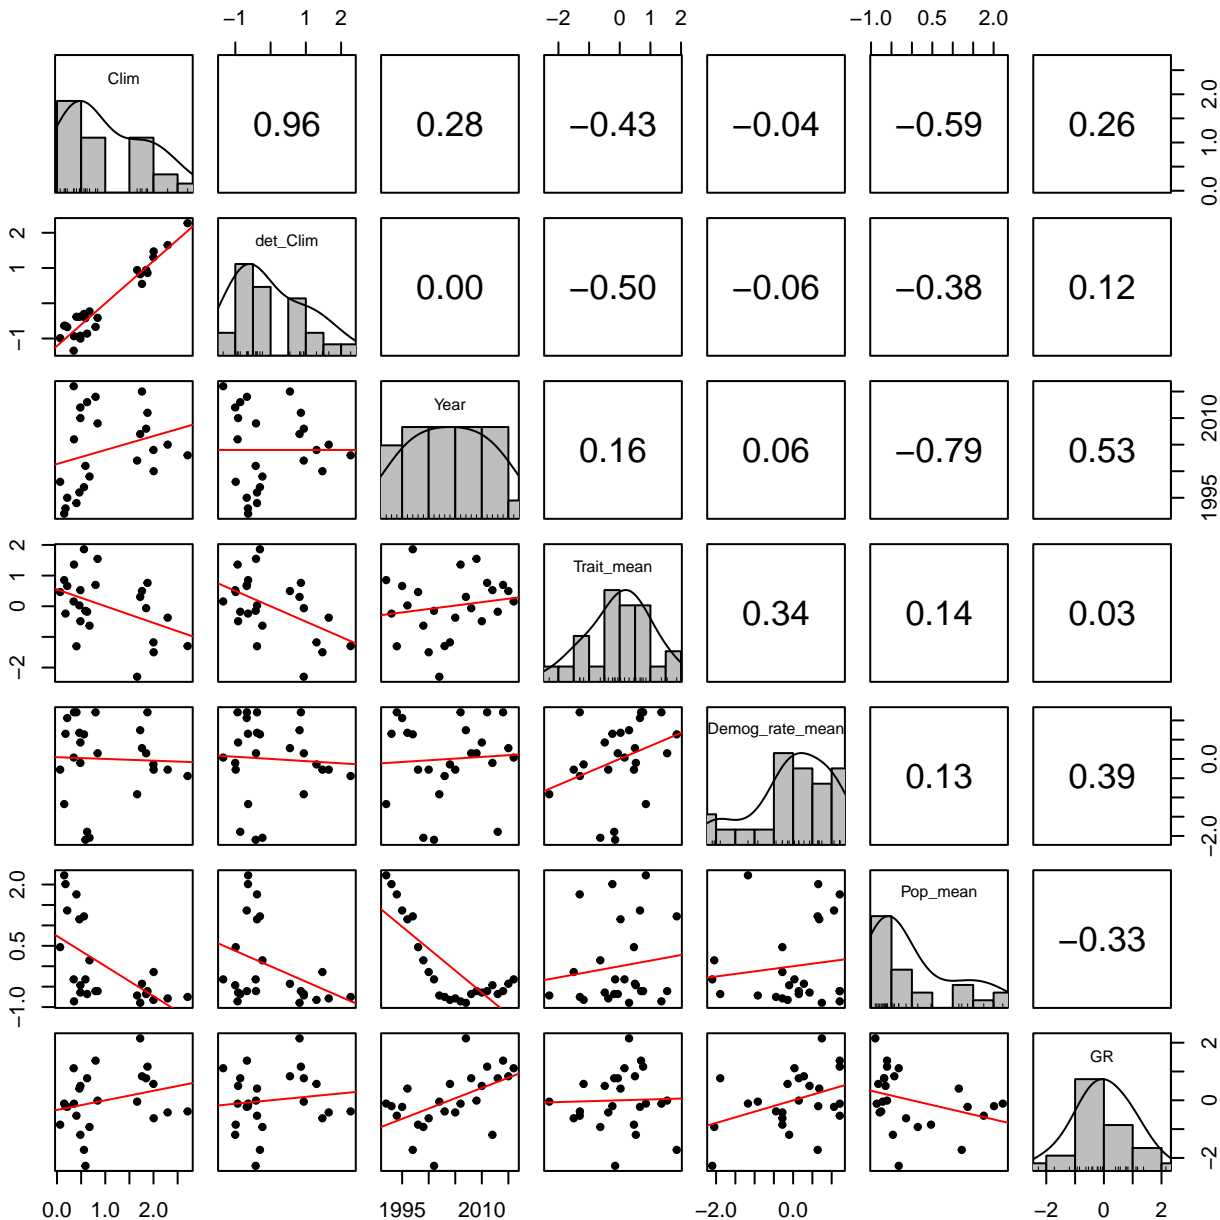 −1 1 2 −2 0 1 2 −1.0 0.5 2.0
Clim
0.96 0.28 −0.43 −0.04 −0.59 0.26
0.0 1.0 2.0
−1 1 2
det_Clim
0.00 −0.50 −0.06 −0.38 0.12
Year
0.16 0.06 −0.79 0.53
1995 2010
−2 0 1 2
Trait_mean
0.34 0.14 0.03
Demog_rate_mean
0.13 0.39
−2.0 0.0
−1.0 0.5 2.0
Pop_mean
−0.33
GR
−2 0 1 2
0.0 1.0 2.0 1995 2010 −2.0 0.0 −2 0 2